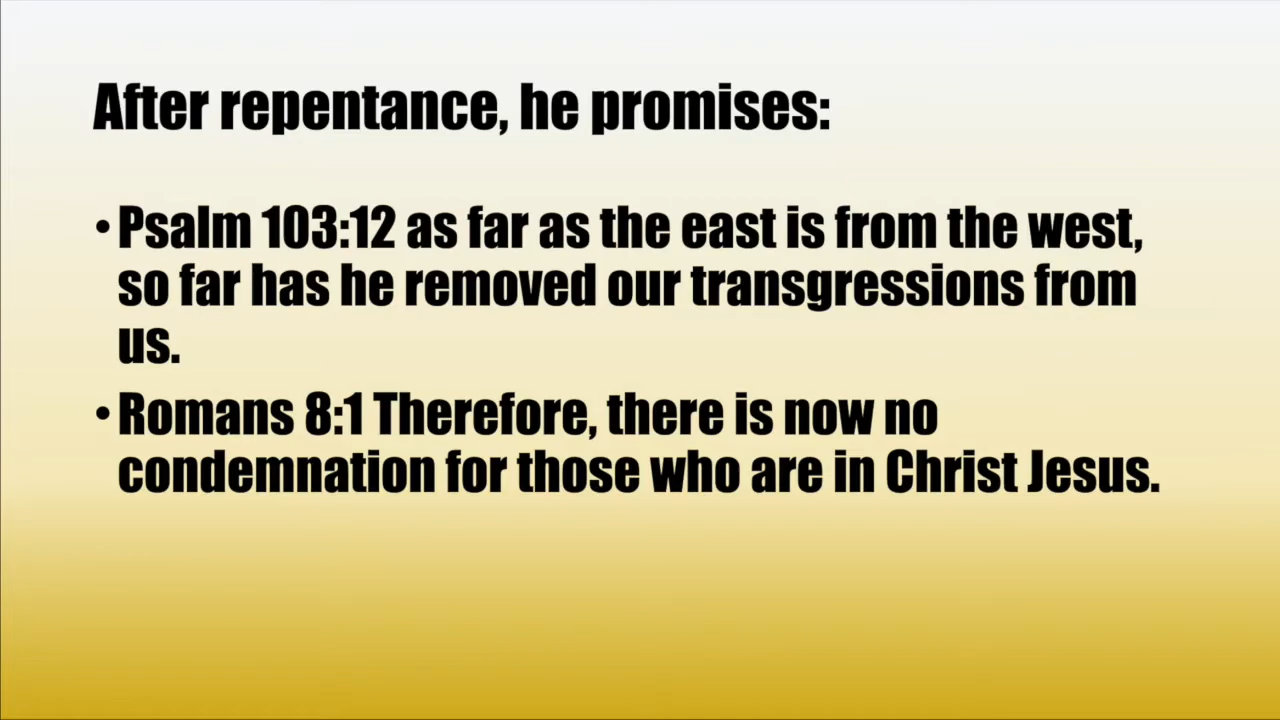 After repentance, he promises:
•Psalm 103:12 as far as the east is from the west,
so far has he removed our transgressions from
us.
•Romans 8:1 Therefore, there is now no
condemnation for those who are in Christ Jesus.